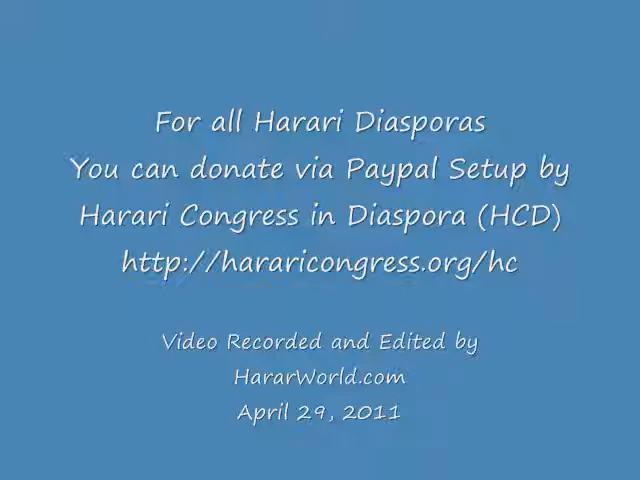 For all Harari Diasporas
You can donate via Paypal Setup by
Harari Congress in Diaspora (HCD)
http://hararicongress.org/hc
Video Recorded and Edited by
HararWorld.com
April 29, 2011